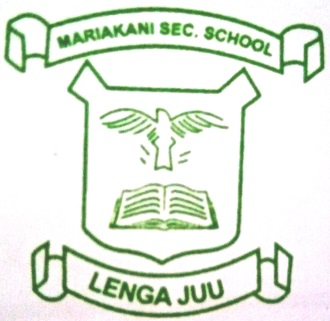 MARIAKANI SEC. SCHOOL
LENGA JUU